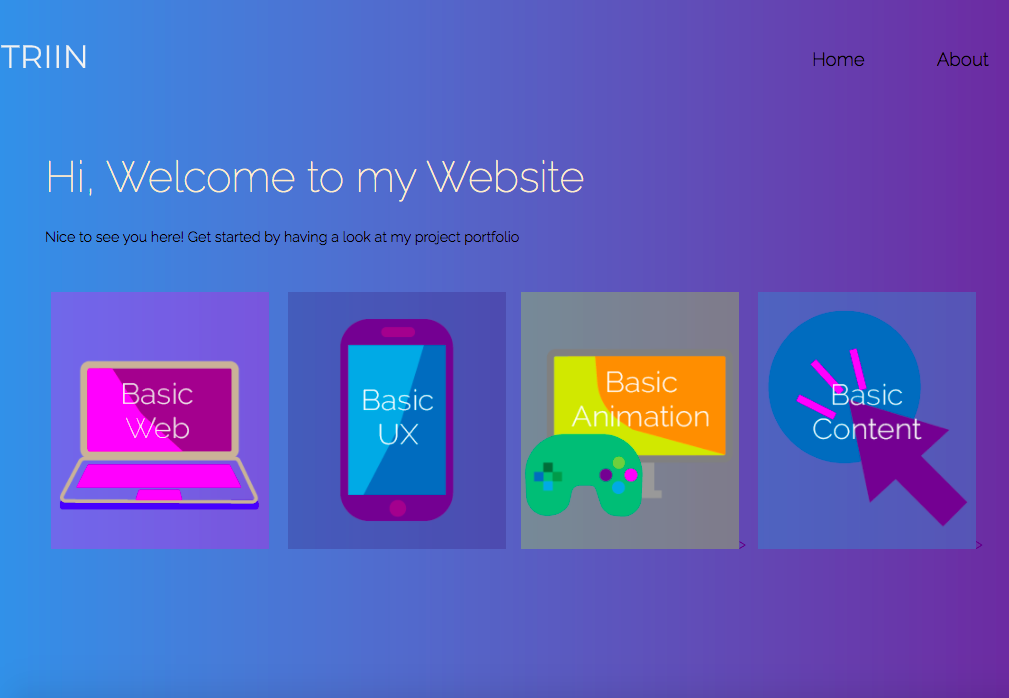 TRIIN
Home About
Hi, Welcome to my Website
Nice to see you here! Get started by having a look at my project portfolio
Basic
Web
Basic
UX
Basic
Animation
>
Basic
Content
>